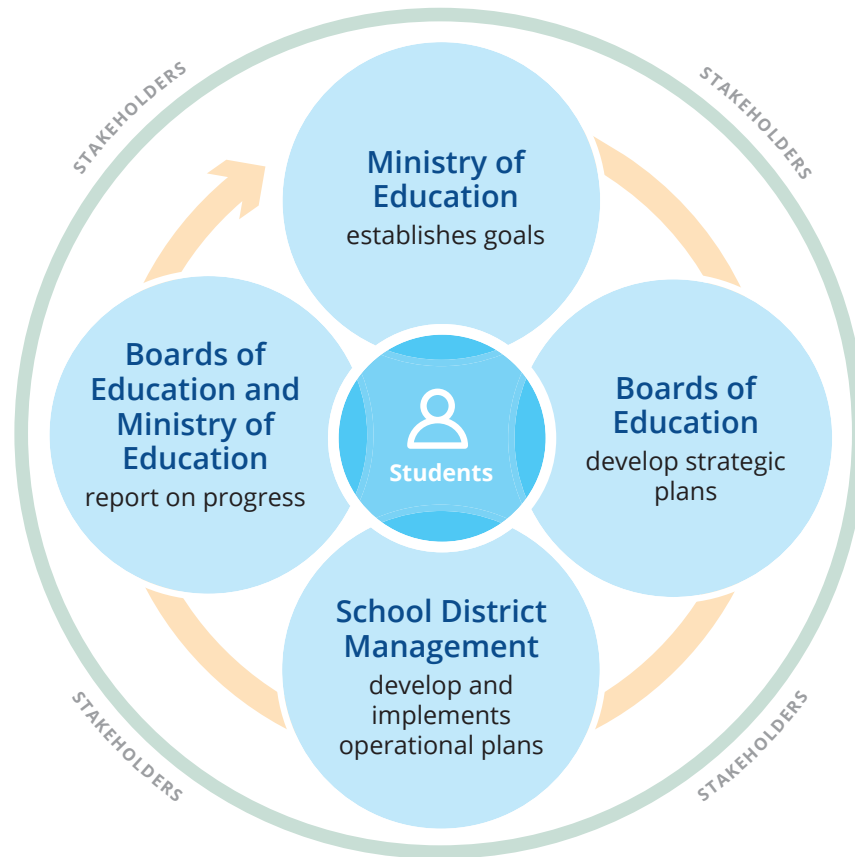 STAKEHOLDERS
STAKEHOLDERS
Ministry of
Education
establishes goals
Boards of
Education and
Ministry of
Education
report on progress
Students
Boards of
Education
develop strategic
plans
School District
Management
develop and
implements
operational plans
STAKEHOLDERS
STAKEHOLDERS